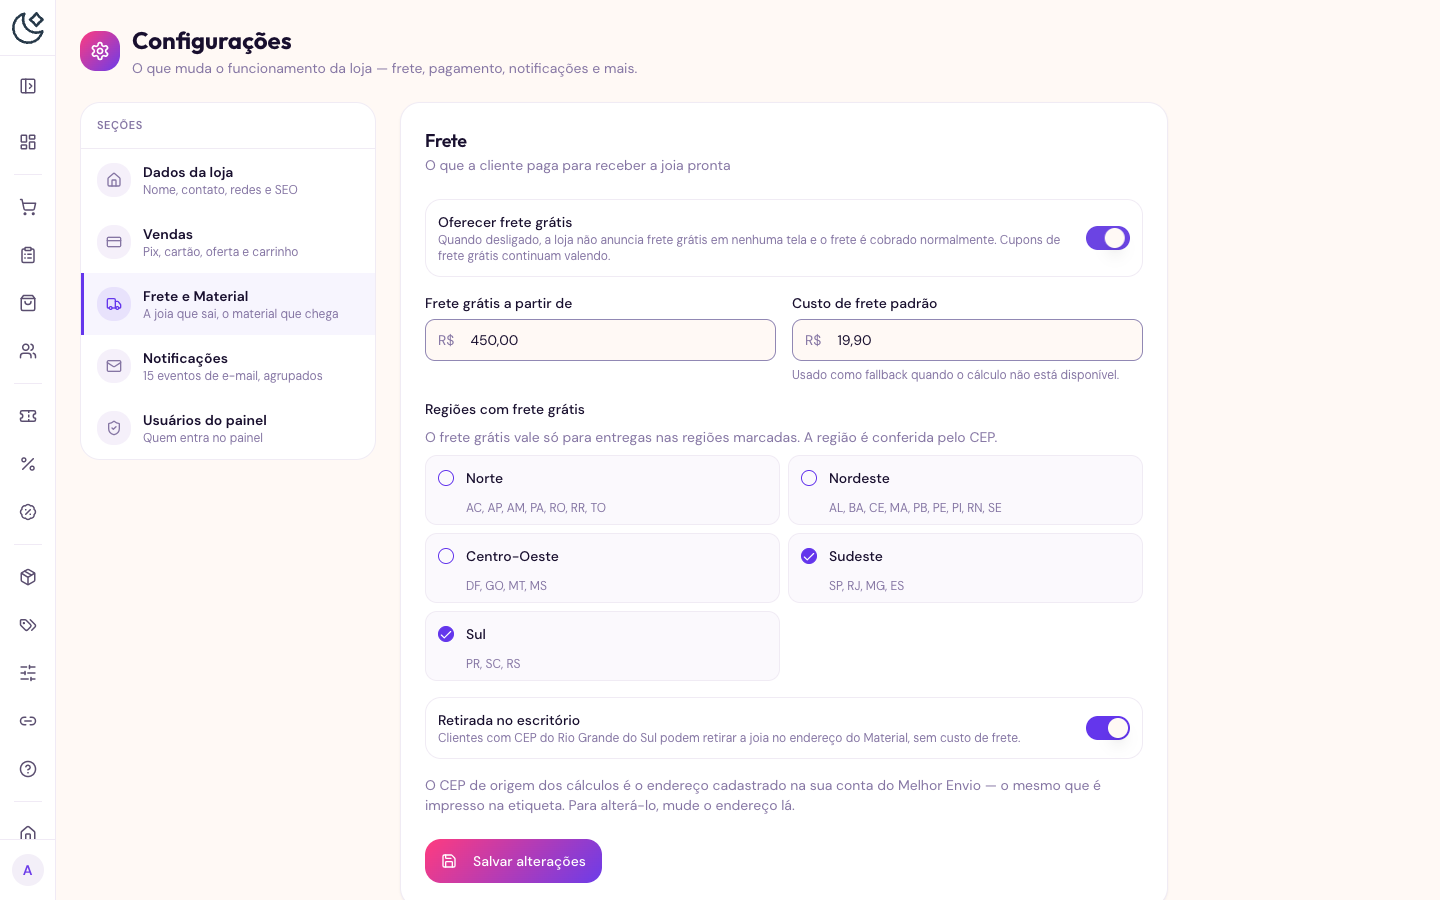 Configurações
O que muda o funcionamento da loja — frete, pagamento, notificações e mais.
SEÇÕES
Dados da loja
Nome, contato, redes e SEO
Vendas
Pix, cartão, oferta e carrinho
Frete e Material
A joia que sai, o material que chega
Notificações
15 eventos de e-mail, agrupados
Usuários do painel
Quem entra no painel
A
Frete
O que a cliente paga para receber a joia pronta
Oferecer frete grátis
Quando desligado, a loja não anuncia frete grátis em nenhuma tela e o frete é cobrado normalmente. Cupons de
frete grátis continuam valendo.
Frete grátis a partir de
R$ 450,00
Custo de frete padrão
R$ 19,90
Usado como fallback quando o cálculo não está disponível.
Regiões com frete grátis
O frete grátis vale só para entregas nas regiões marcadas. A região é conferida pelo CEP.
Norte
AC, AP, AM, PA, RO, RR, TO
Nordeste
AL, BA, CE, MA, PB, PE, PI, RN, SE
Centro-Oeste
DF, GO, MT, MS
Sudeste
SP, RJ, MG, ES
Sul
PR, SC, RS
Retirada no escritório
Clientes com CEP do Rio Grande do Sul podem retirar a joia no endereço do Material, sem custo de frete.
O CEP de origem dos cálculos é o endereço cadastrado na sua conta do Melhor Envio — o mesmo que é
impresso na etiqueta. Para alterá-lo, mude o endereço lá.
Salvar alterações